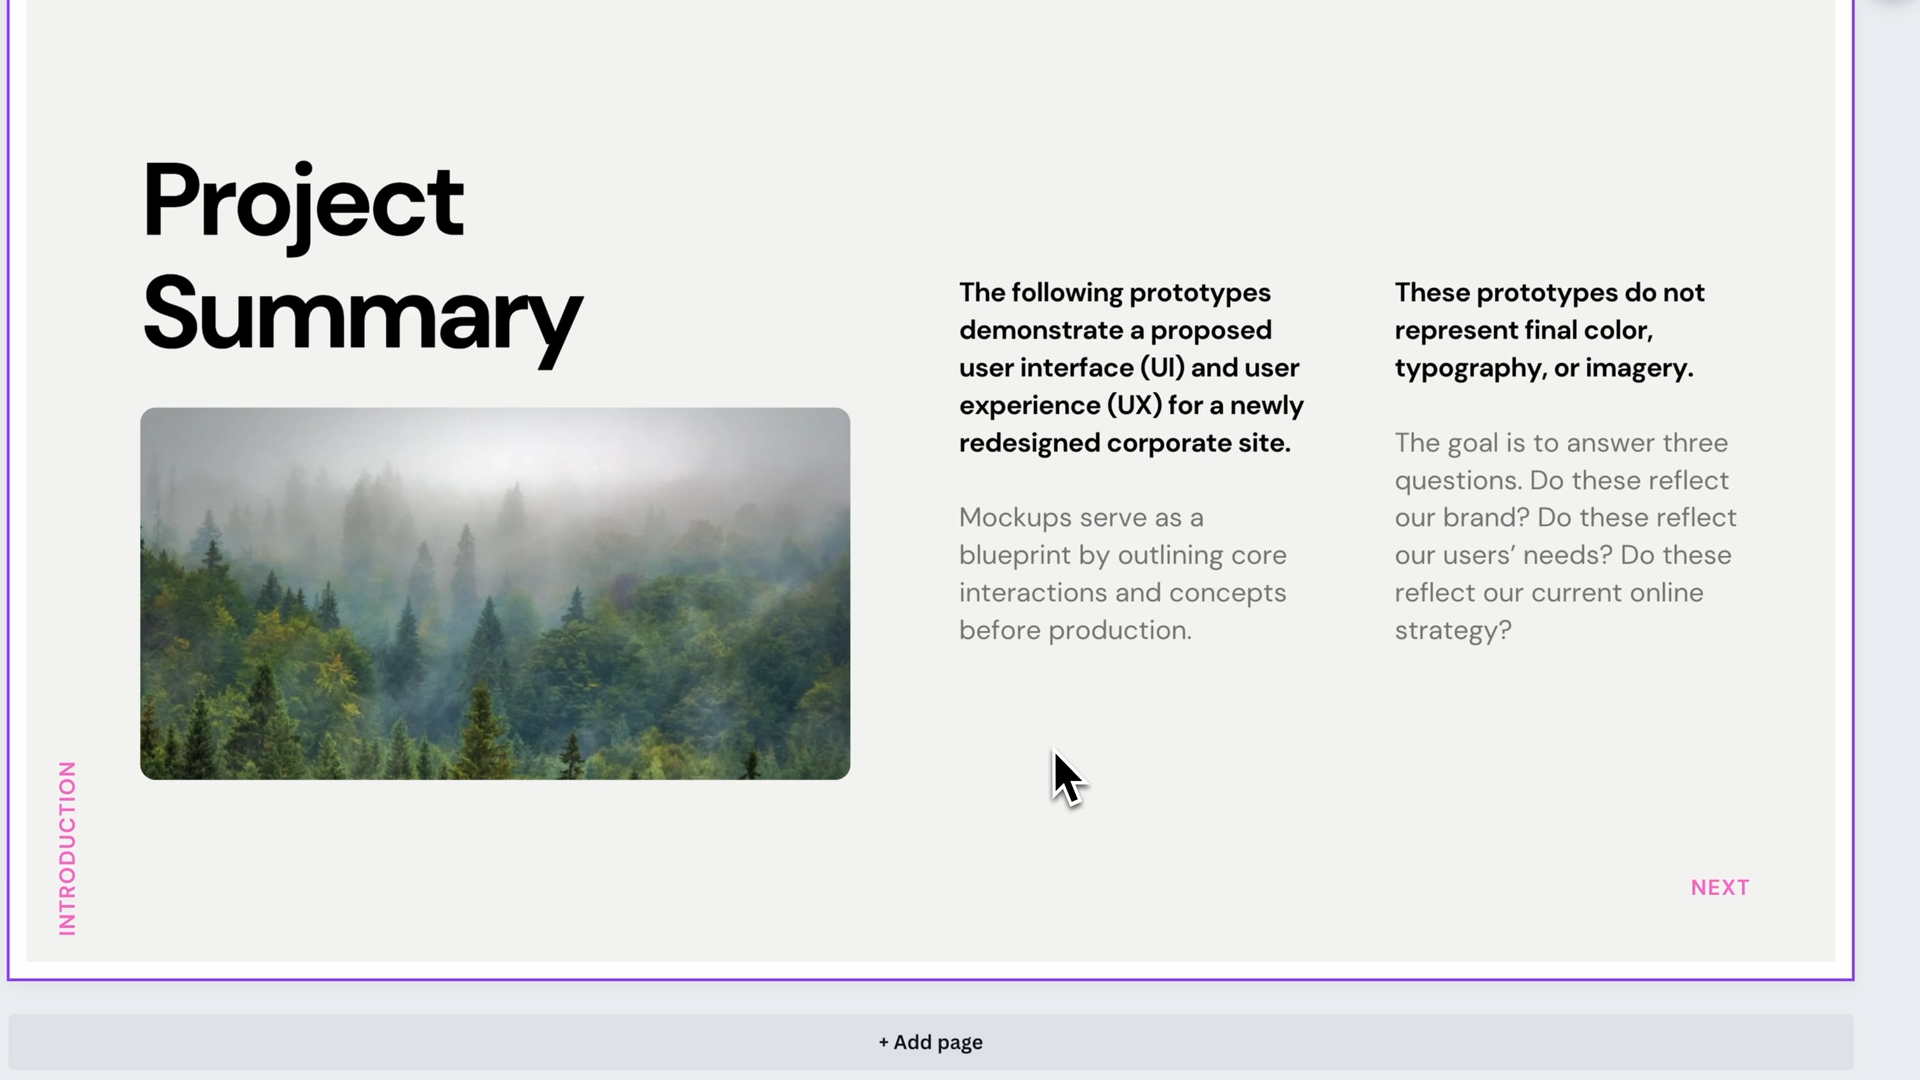 Project
Summary
The following prototypes
demonstrate a proposed
user interface (UI) and user
experience (UX) for a newly
redesigned corporate site.
Mockups serve as a
blueprint by outlining core
interactions and concepts
before production.
These prototypes do not
represent final color,
typography, or imagery.
The goal is to answer three
questions. Do these reflect
our brand? Do these reflect
our users’ needs? Do these
reflect our current online
strategy?
INTRODUCTION
NEXT
+ Add page